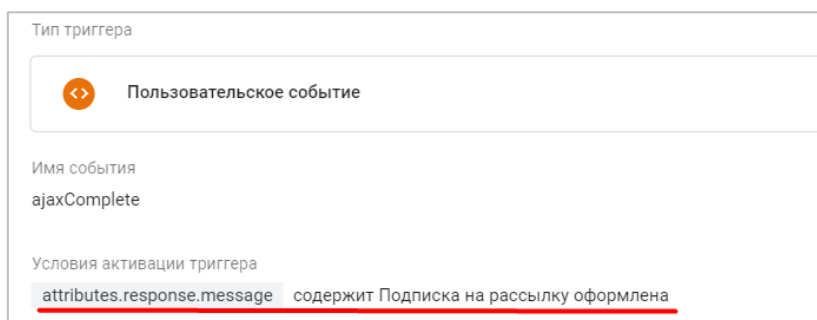 Тип триггера
Пользовательское событие
Имя события
ajaxComplete
Условия активации триггера
attributes.response.message содержит Подписка на рассылку оформлена